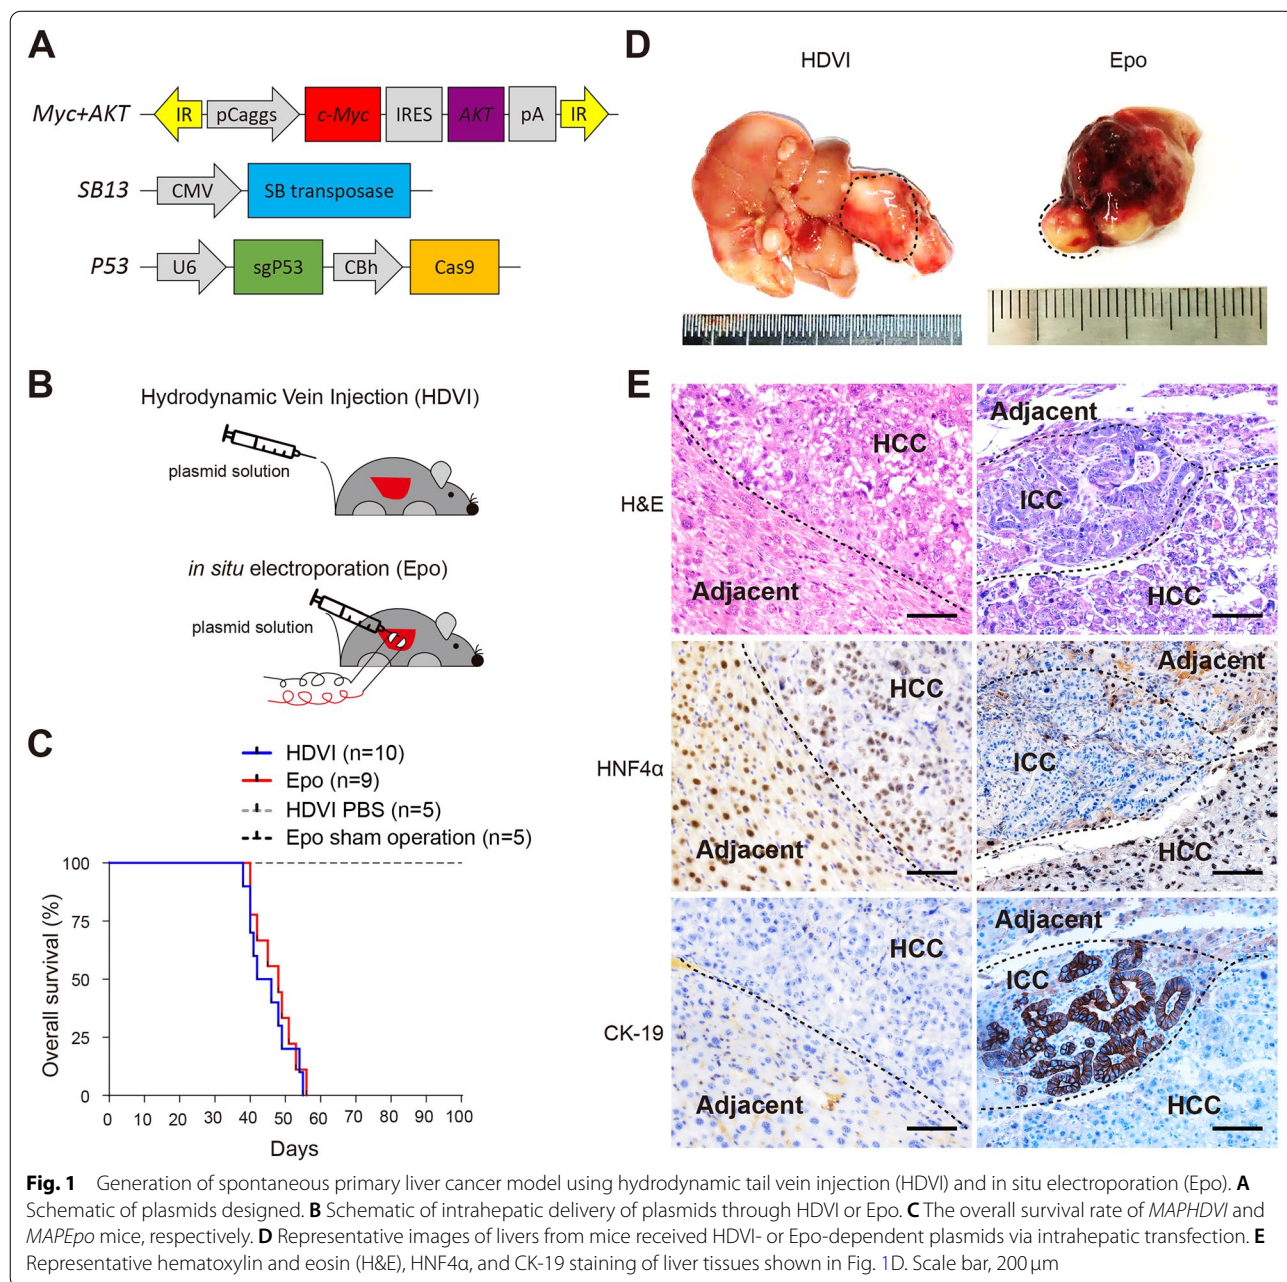 A
Myc+AKT
IR
pCaggs
c-Myc
IRES
AKT
pA
IR
SB13
CMV
SB transposase
P53
U6
sgP53
CBh
Cas9
B
Hydrodynamic Vein Injection (HDVI)
plasmid solution
in situ electroporation (Epo)
plasmid solution
C
HDVI (n=10)
Epo (n=9)
HDVI PBS (n=5)
Epo sham operation (n=5)
Overall survival (%)
100
75
50
25
0
0 10 20 30 40 50 60 70 80 90 100
Days
D
HDVI
Epo
E
H&E
HCC
Adjacent
Adjacent
ICC
HCC
HNF4α
HCC
Adjacent
Adjacent
ICC
HCC
CK-19
HCC
Adjacent
Adjacent
ICC
HCC
Fig. 1 Generation of spontaneous primary liver cancer model using hydrodynamic tail vein injection (HDVI) and in situ electroporation (Epo). A
Schematic of plasmids designed. B Schematic of intrahepatic delivery of plasmids through HDVI or Epo. C The overall survival rate of MAPHDVI and
MAPEpo mice, respectively. D Representative images of livers from mice received HDVI- or Epo-dependent plasmids via intrahepatic transfection. E
Representative hematoxylin and eosin (H&E), HNF4α, and CK-19 staining of liver tissues shown in Fig. 1D. Scale bar, 200 μm